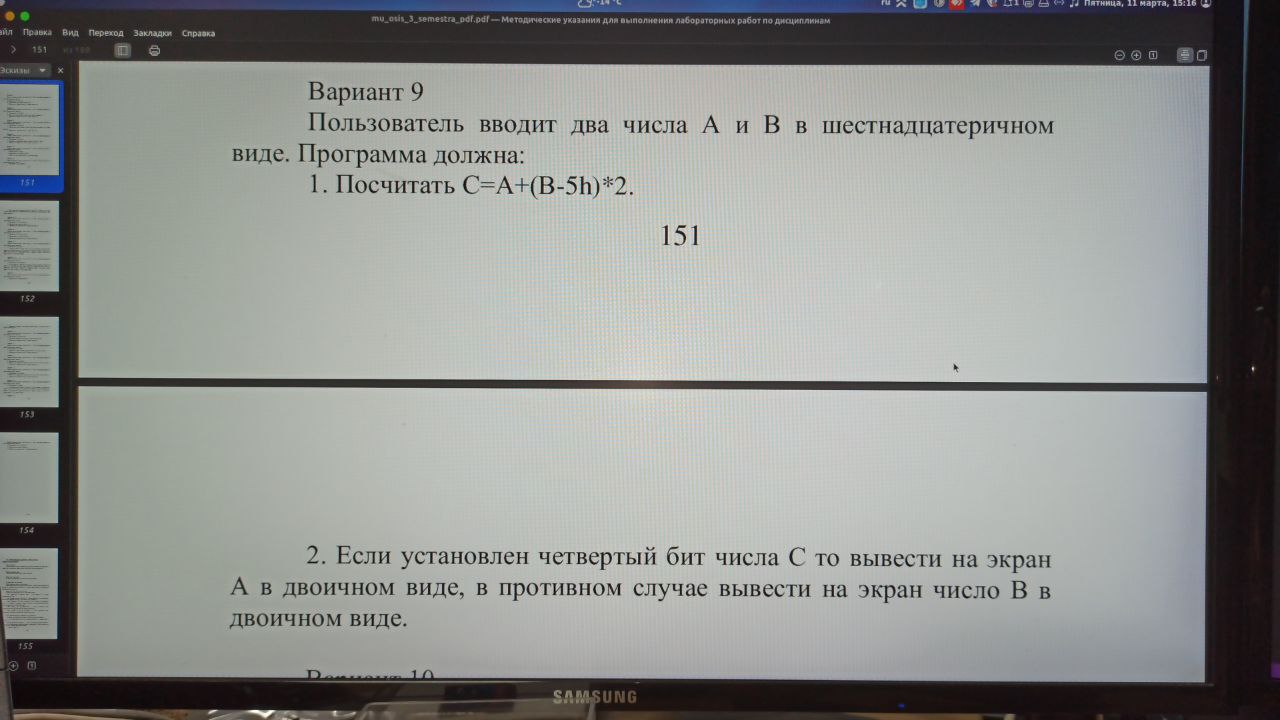 ru
Пятница, 11 марта, 15:16
mu_osis_3_semestra_pdf.pdf — Методические указания для выполнения лабораторных работ по дисциплинам
Правка Вид Переход Закладки Справка
151 из 188
Эскизы
Вариант 9
Пользователь вводит два числа A и B в шестнадцатеричном
виде. Программа должна:
1. Посчитать C=A+(B-5h)*2.
151
2. Если установлен четвертый бит числа C то вывести на экран
A в двоичном виде, в противном случае вывести на экран число B в
двоичном виде.
Вариант 10
151
152
153
154
155
SAMSUNG